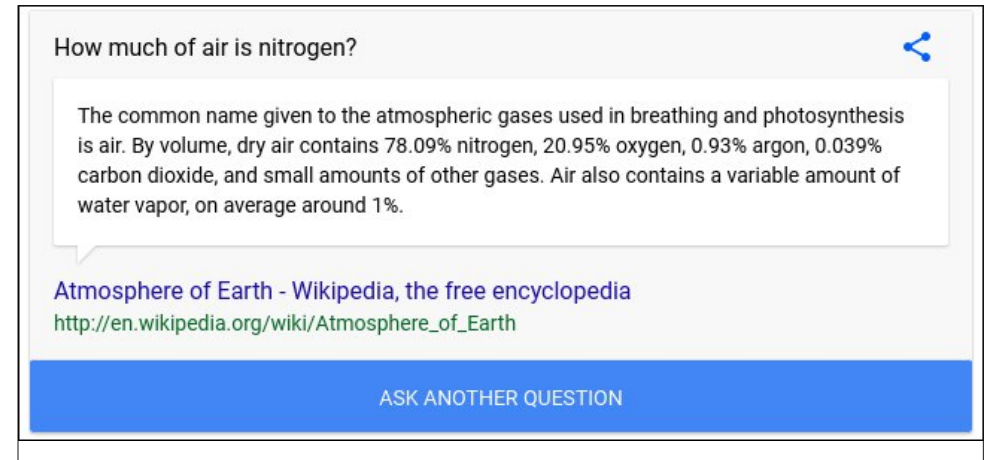 How much of air is nitrogen?
The common name given to the atmospheric gases used in breathing and photosynthesis
is air. By volume, dry air contains 78.09% nitrogen, 20.95% oxygen, 0.93% argon, 0.039%
carbon dioxide, and small amounts of other gases. Air also contains a variable amount of
water vapor, on average around 1%.
Atmosphere of Earth - Wikipedia, the free encyclopedia
http://en.wikipedia.org/wiki/Atmosphere_of_Earth
ASK ANOTHER QUESTION